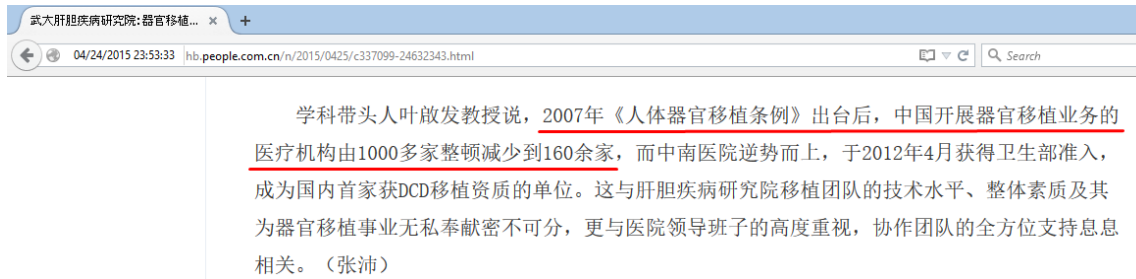 武大肝胆疾病研究院:器官移植...
04/24/2015 23:53:33 hb.people.com.cn/n/2015/0425/c337099-24632343.html
Search
学科带头人叶啟发教授说，2007年《人体器官移植条例》出台后，中国开展器官移植业务的
医疗机构由1000多家整顿减少到160余家，而中南医院逆势而上，于2012年4月获得卫生部准入，
成为国内首家获DCD移植资质的单位。这与肝胆疾病研究院移植团队的技术水平、整体素质及其
为器官移植事业无私奉献密不可分，更与医院领导班子的高度重视，协作团队的全方位支持息息
相关。（张沛）